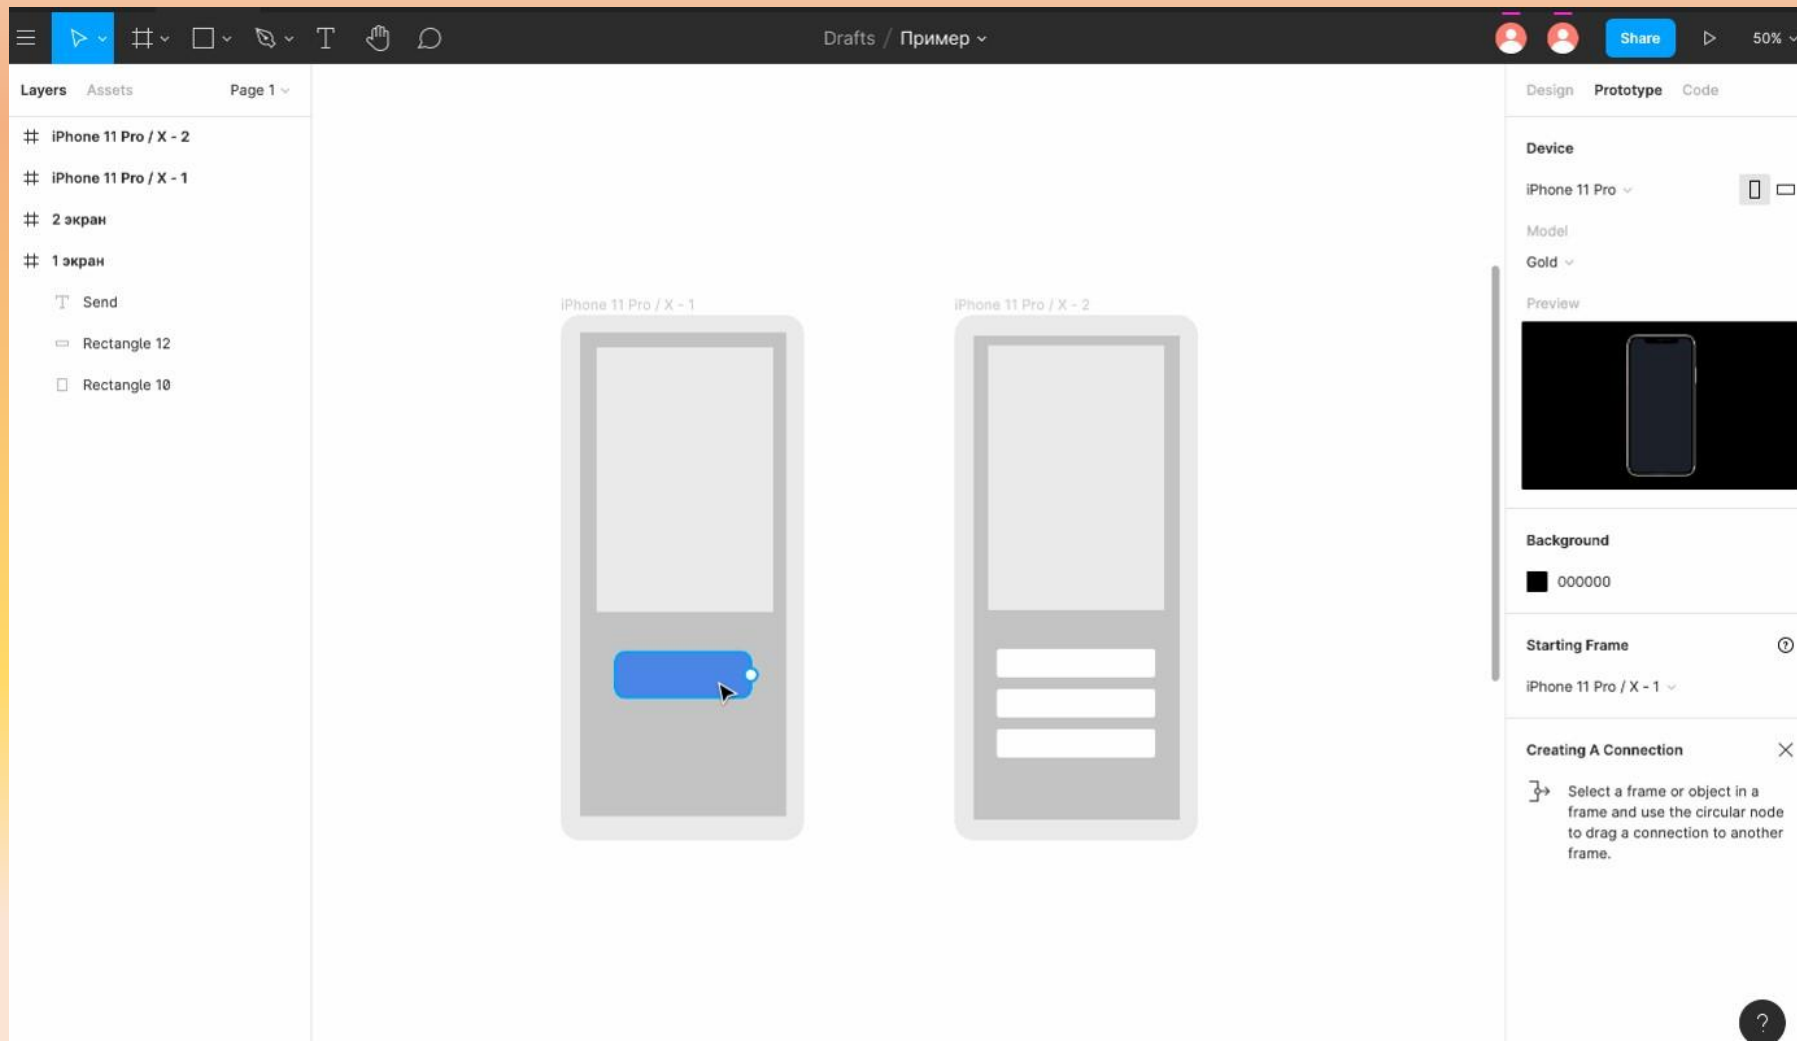 Drafts / Пример
Share
50%
Layers
Assets
Page 1
iPhone 11 Pro / X - 2
iPhone 11 Pro / X - 1
2 экран
1 экран
Send
Rectangle 12
Rectangle 10
iPhone 11 Pro / X - 1
iPhone 11 Pro / X - 2
Design
Prototype
Code
Device
iPhone 11 Pro
Model
Gold
Preview
Background
000000
Starting Frame
iPhone 11 Pro / X - 1
Creating A Connection
Select a frame or object in a
frame and use the circular node
to drag a connection to another
frame.